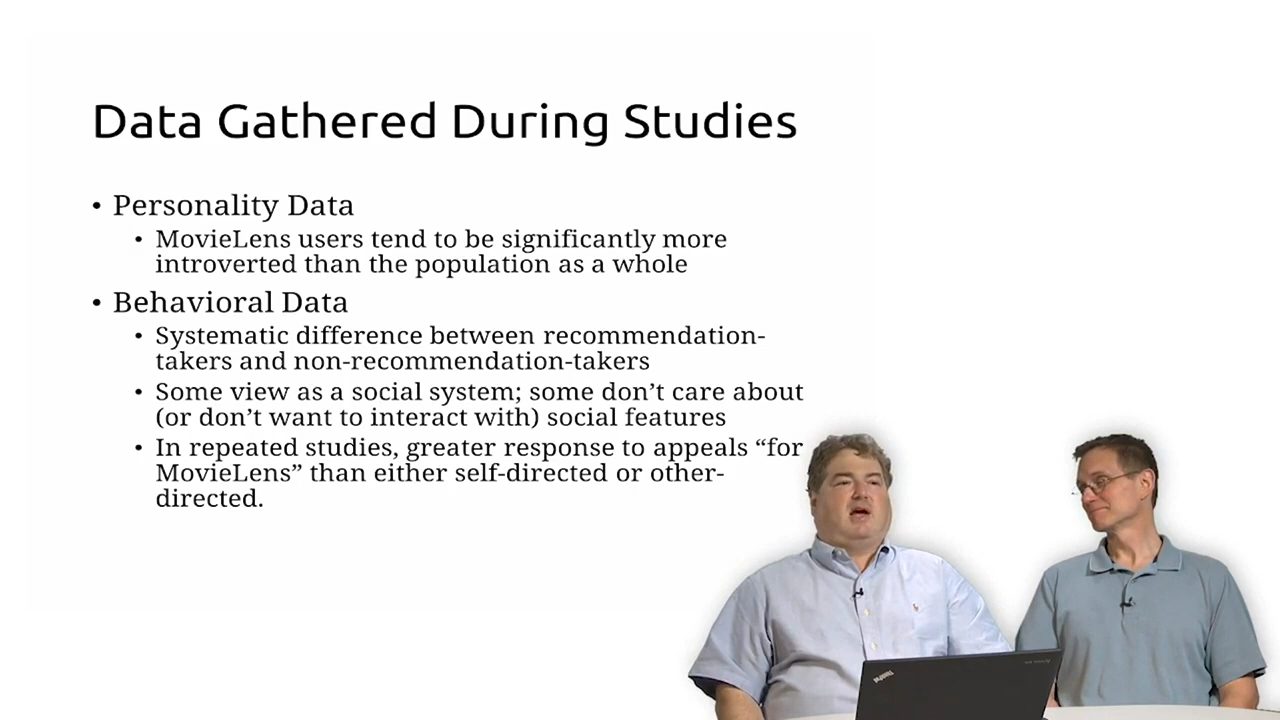 Data Gathered During Studies
• Personality Data
• MovieLens users tend to be significantly more
introverted than the population as a whole
• Behavioral Data
• Systematic difference between recommendation-
takers and non-recommendation-takers
• Some view as a social system; some don’t care about
(or don’t want to interact with) social features
• In repeated studies, greater response to appeals “for
MovieLens” than either self-directed or other-
directed.
ThinkPad